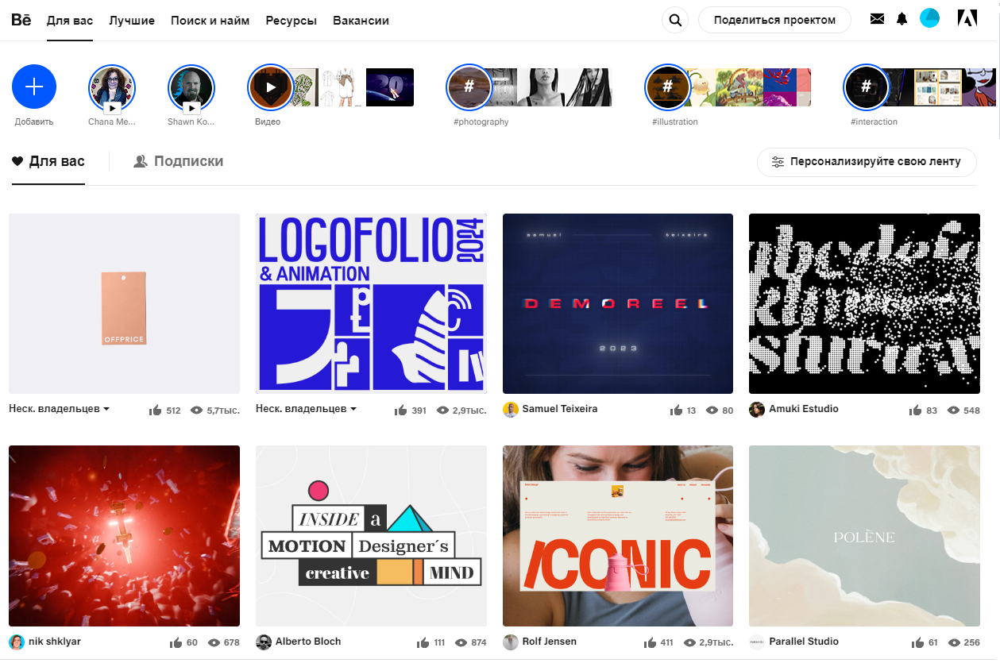 Bē
Для вас
Лучшие
Поиск и найм
Ресурсы
Вакансии
Поделиться проектом
#
#
#
Добавить
Chana Me...
Shawn Ko...
Видео
#photography
#illustration
#interaction
Для вас
Подписки
Персонализируйте свою ленту
OFFPRICE
LOGOFOLIO 2024
& ANIMATION
samuel
teixeira
DEMOREEL
2023
Неск. владельцев
512
5,7тыс.
Неск. владельцев
391
2,9тыс.
Samuel Teixeira
13
80
Amuki Estudio
83
548
INSIDE a
MOTION Designer´s
creative MIND
ICONIC
POLÈNE
nik shklyar
60
678
Alberto Bloch
111
874
Rolf Jensen
411
2,9тыс.
Parallel Studio
61
256